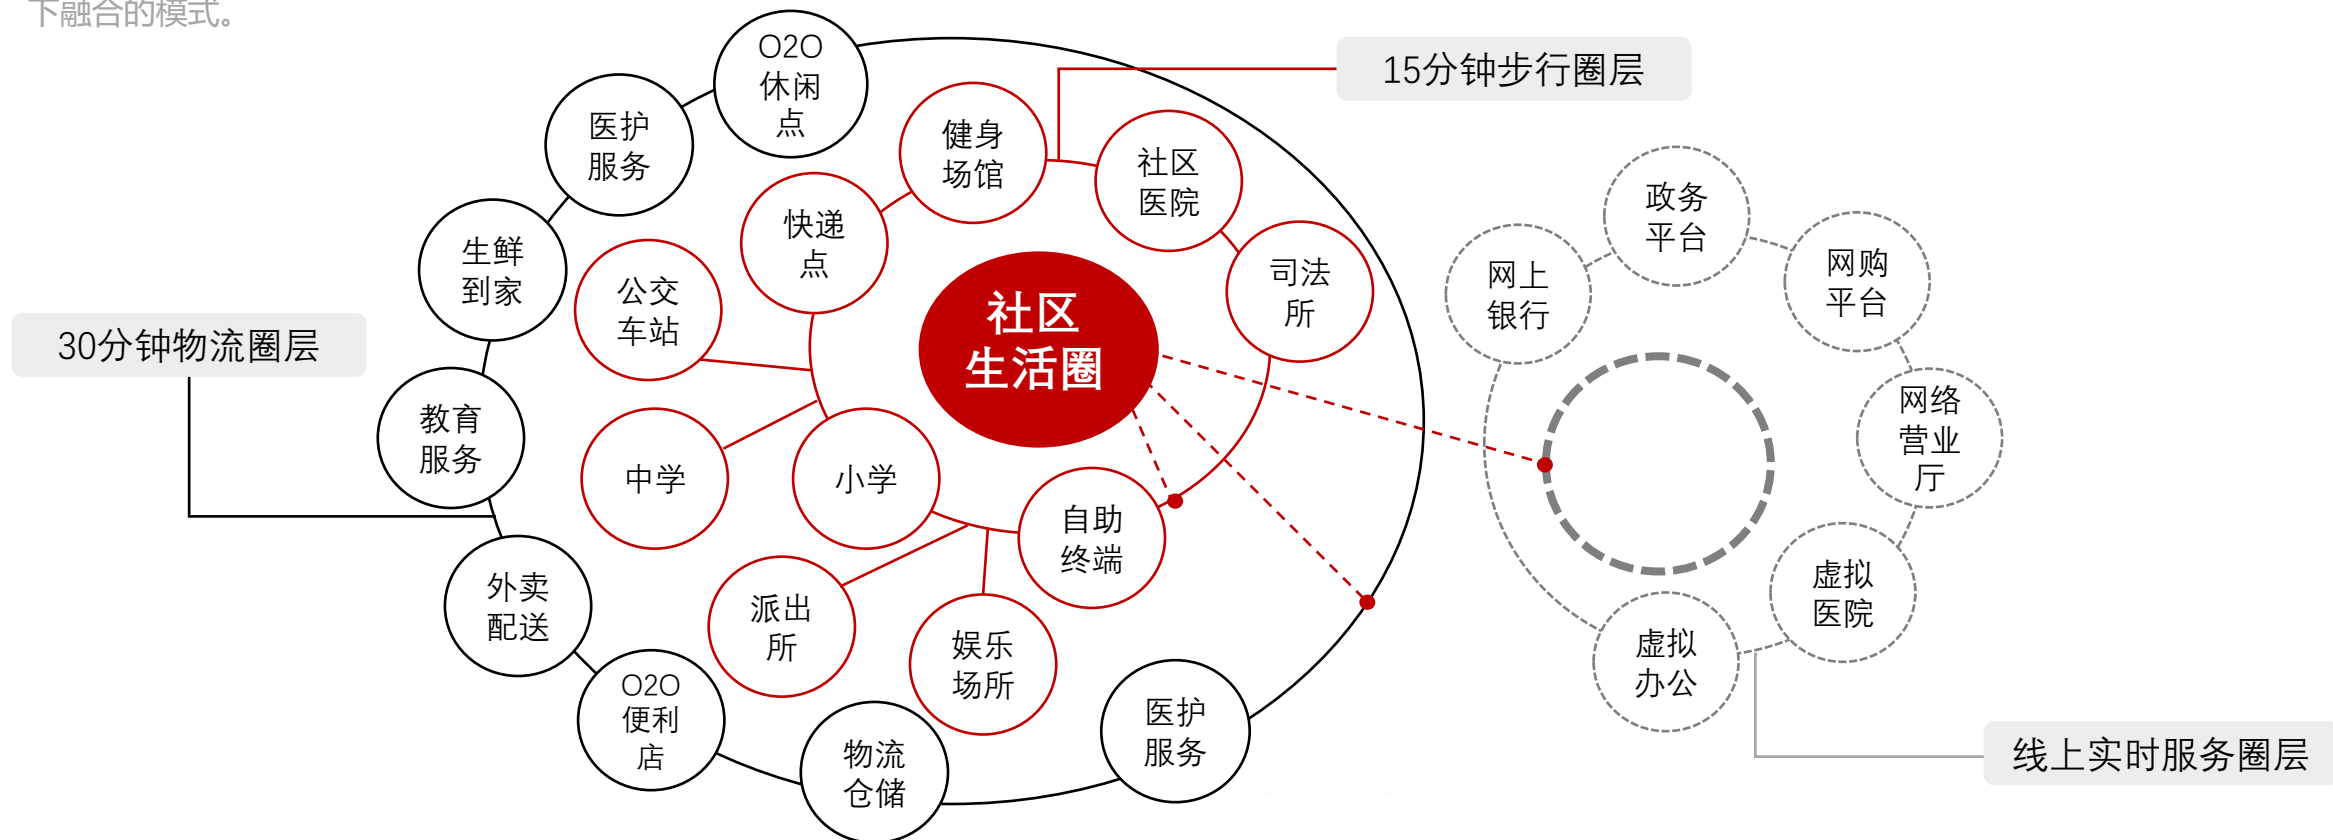 下融合的模式。
O2O
休闲
点
15分钟步行圈层
医护
服务
健身
场馆
社区
医院
快递
点
生鲜
到家
公交
车站
司法
所
社区
生活圈
政务
平台
网上
银行
网购
平台
30分钟物流圈层
教育
服务
中学
小学
网络
营业
厅
自助
终端
外卖
配送
派出
所
娱乐
场所
虚拟
医院
虚拟
办公
O2O
便利
店
物流
仓储
医护
服务
线上实时服务圈层